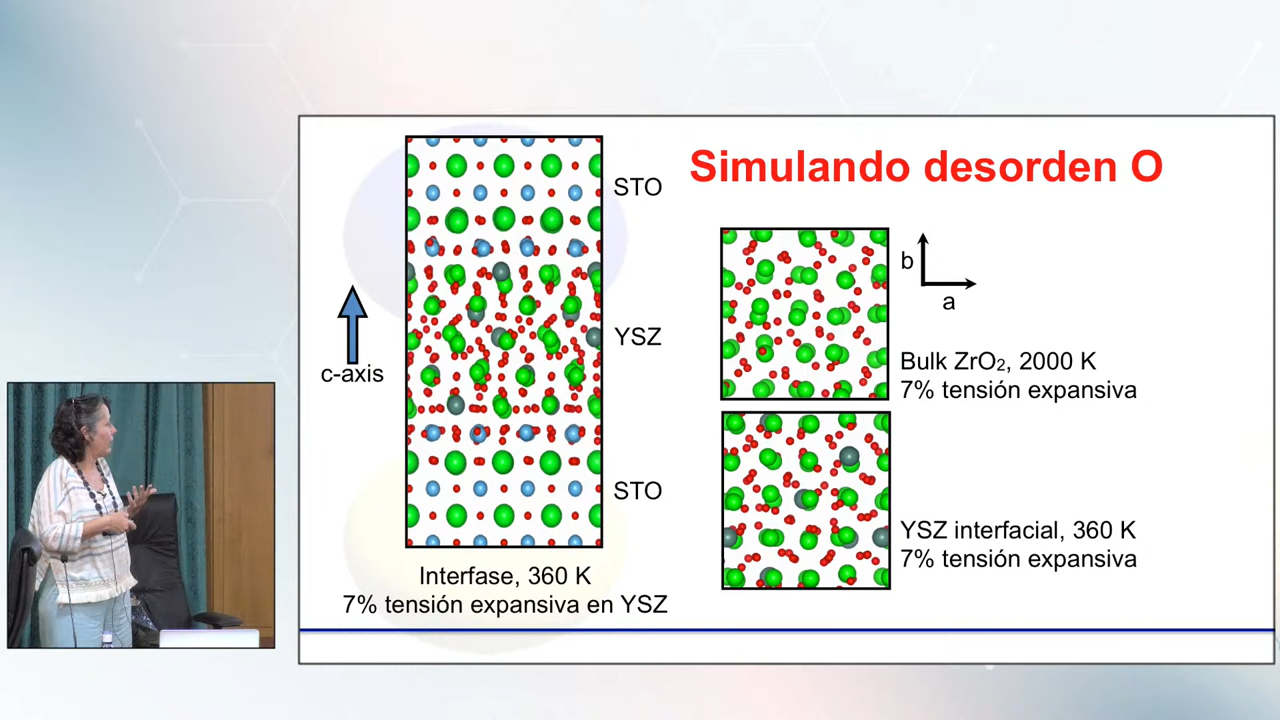 Simulando desorden O
STO
YSZ
STO
c-axis
Interfase, 360 K
7% tensión expansiva en YSZ
b
a
Bulk ZrO₂, 2000 K
7% tensión expansiva
YSZ interfacial, 360 K
7% tensión expansiva